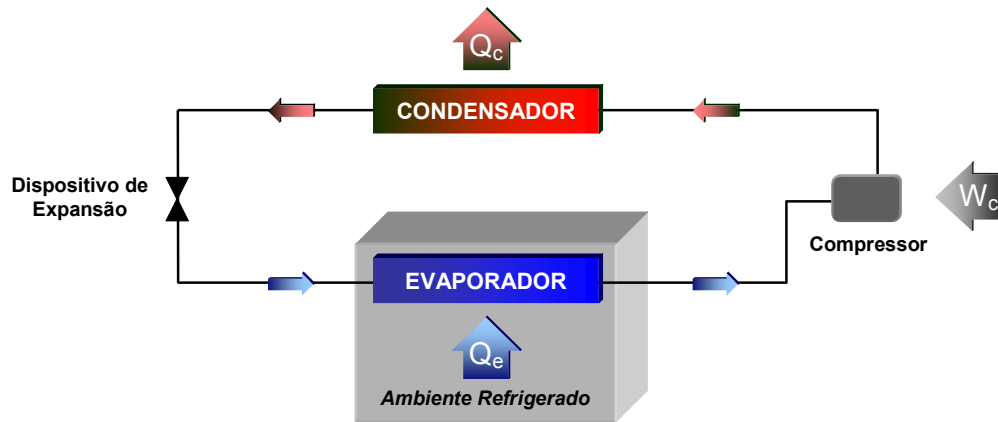 Qc
CONDENSADOR
Dispositivo de
Expansão
Wc
Compressor
EVAPORADOR
Qe
Ambiente Refrigerado